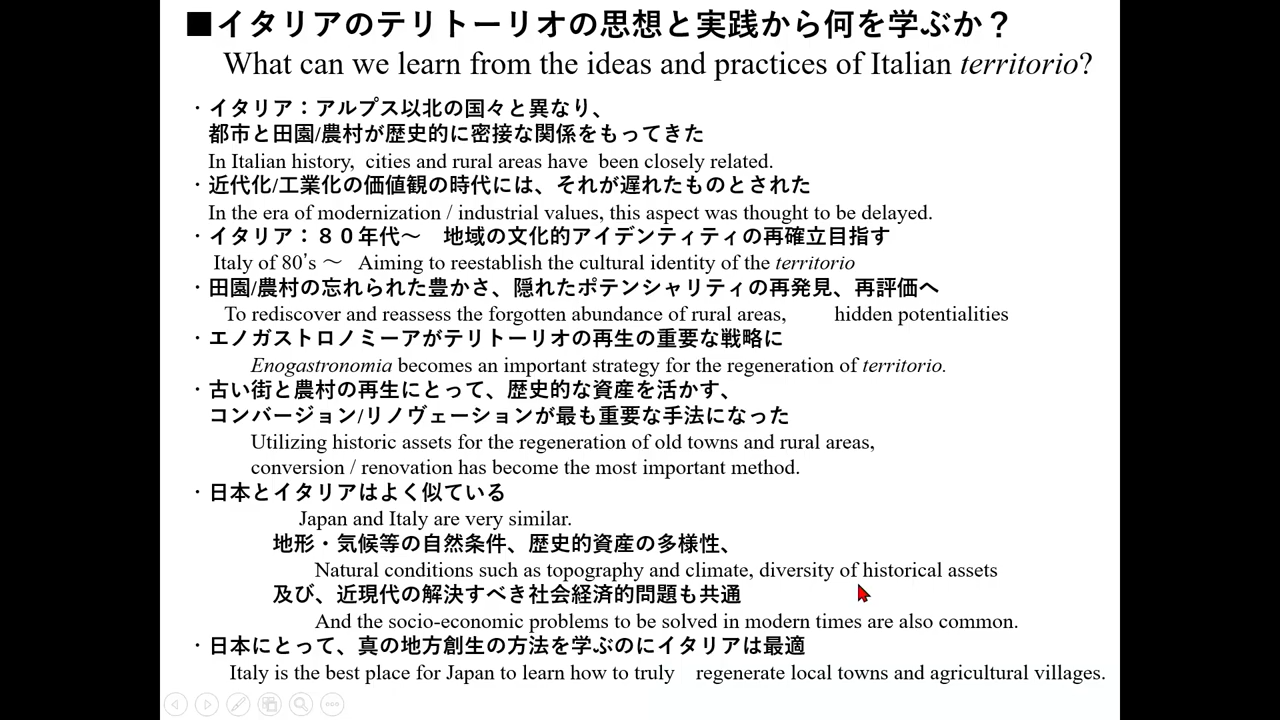 ■イタリアのテリトーリオの思想と実践から何を学ぶか？
What can we learn from the ideas and practices of Italian territorio?
・イタリア：アルプス以北の国々と異なり、
都市と田園/農村が歴史的に密接な関係をもってきた
In Italian history, cities and rural areas have been closely related.
・近代化/工業化の価値観の時代には、それが遅れたものとされた
In the era of modernization / industrial values, this aspect was thought to be delayed.
・イタリア：８０年代～　地域の文化的アイデンティティの再確立目指す
Italy of 80's ～ Aiming to reestablish the cultural identity of the territorio
・田園/農村の忘れられた豊かさ、隠れたポテンシャリティの再発見、再評価へ
To rediscover and reassess the forgotten abundance of rural areas, hidden potentialities
・エノガストロノミーアがテリトーリオの再生の重要な戦略に
Enogastronomia becomes an important strategy for the regeneration of territorio.
・古い街と農村の再生にとって、歴史的な資産を活かす、
コンバージョン/リノヴェーションが最も重要な手法になった
Utilizing historic assets for the regeneration of old towns and rural areas,
conversion / renovation has become the most important method.
・日本とイタリアはよく似ている
Japan and Italy are very similar.
地形・気候等の自然条件、歴史的資産の多様性、
Natural conditions such as topography and climate, diversity of historical assets
及び、近現代の解決すべき社会経済的問題も共通
And the socio-economic problems to be solved in modern times are also common.
・日本にとって、真の地方創生の方法を学ぶのにイタリアは最適
Italy is the best place for Japan to learn how to truly regenerate local towns and agricultural villages.